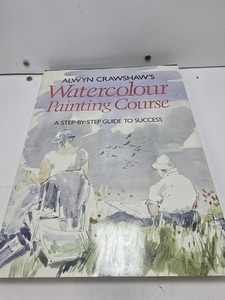 ALWYN CRAWSHAW'S
Watercolour
Painting Course
A STEP-BY-STEP GUIDE TO SUCCESS